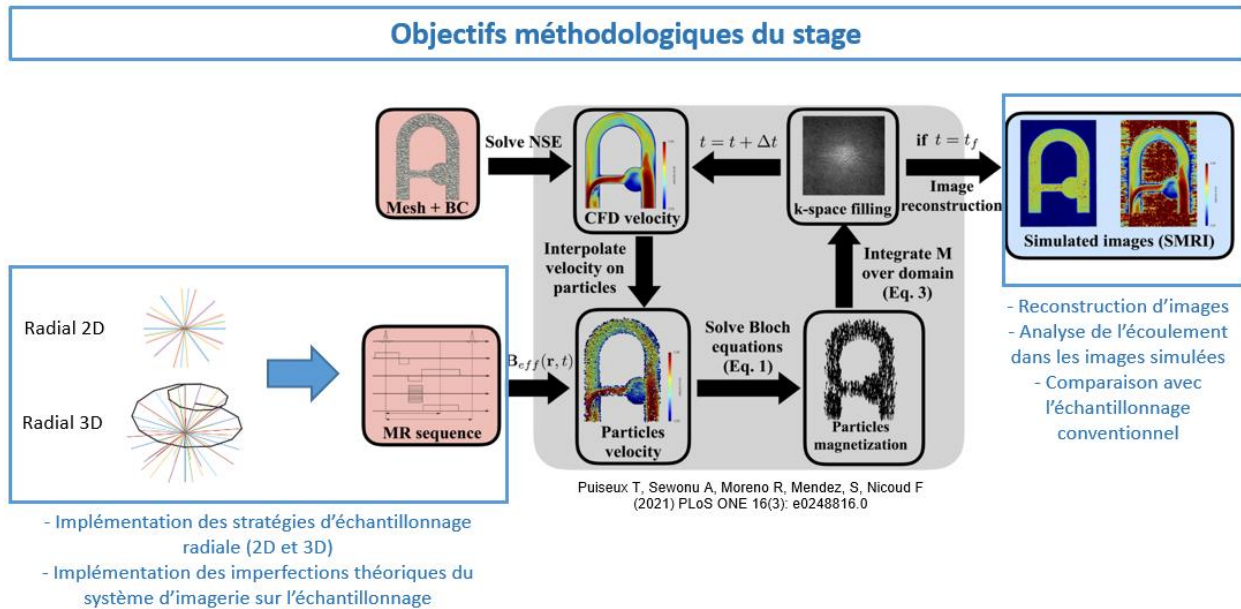 Objectifs méthodologiques du stage
Mesh + BC
Solve NSE
CFD velocity
t = t + Δt
k-space filling
if t = t_f
Image
reconstruction
Simulated images (SMRI)
Interpolate
velocity on
particles
Integrate M
over domain
(Eq. 3)
Radial 2D
Radial 3D
MR sequence
B_eff(r, t)
Particles
velocity
Solve Bloch
equations
(Eq. 1)
Particles
magnetization
- Reconstruction d'images
- Analyse de l'écoulement
dans les images simulées
- Comparaison avec
l'échantillonnage
conventionnel
Puiseux T, Sewonu A, Moreno R, Mendez, S, Nicoud F
(2021) PLoS ONE 16(3): e0248816.0
- Implémentation des stratégies d'échantillonnage
radiale (2D et 3D)
- Implémentation des imperfections théoriques du
système d'imagerie sur l'échantillonnage